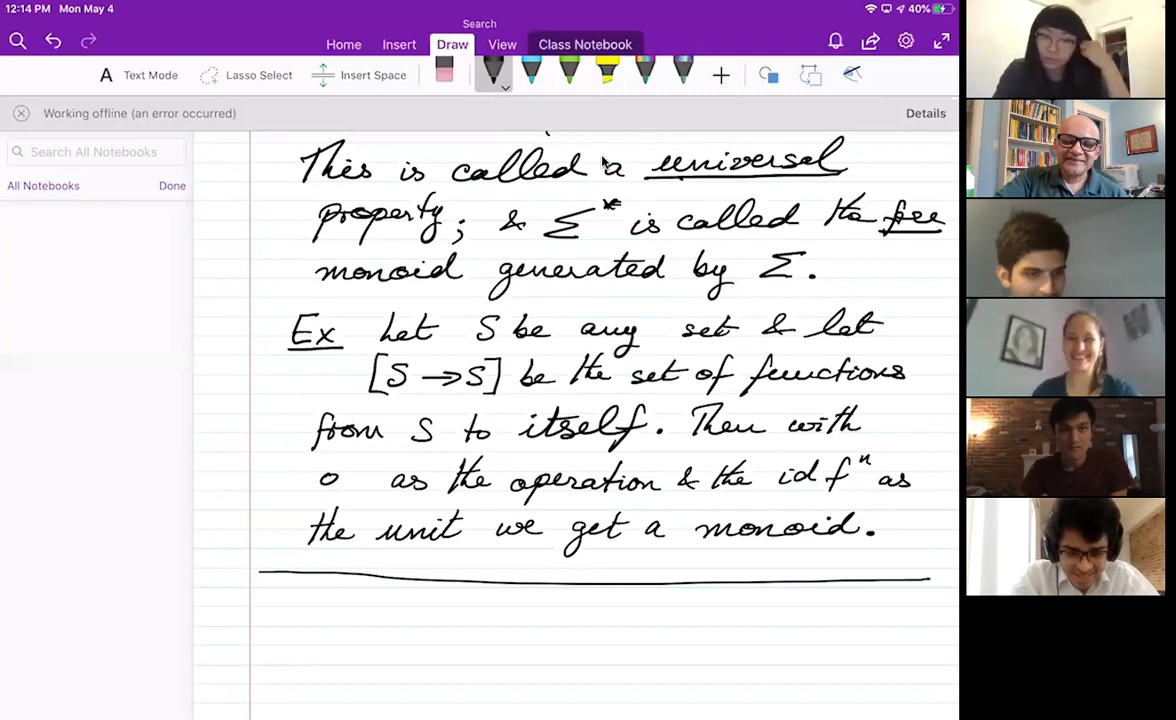 12:14 PM Mon May 4
40%
Search
Home Insert Draw View Class Notebook
Text Mode Lasso Select Insert Space
Working offline (an error occurred) Details
Search All Notebooks
All Notebooks Done
This is called a universal
property; & Σ* is called the free
monoid generated by Σ.
Ex Let S be any set & let
[S → S] be the set of functions
from S to itself. Then with
o as the operation & the id fⁿ as
the unit we get a monoid.